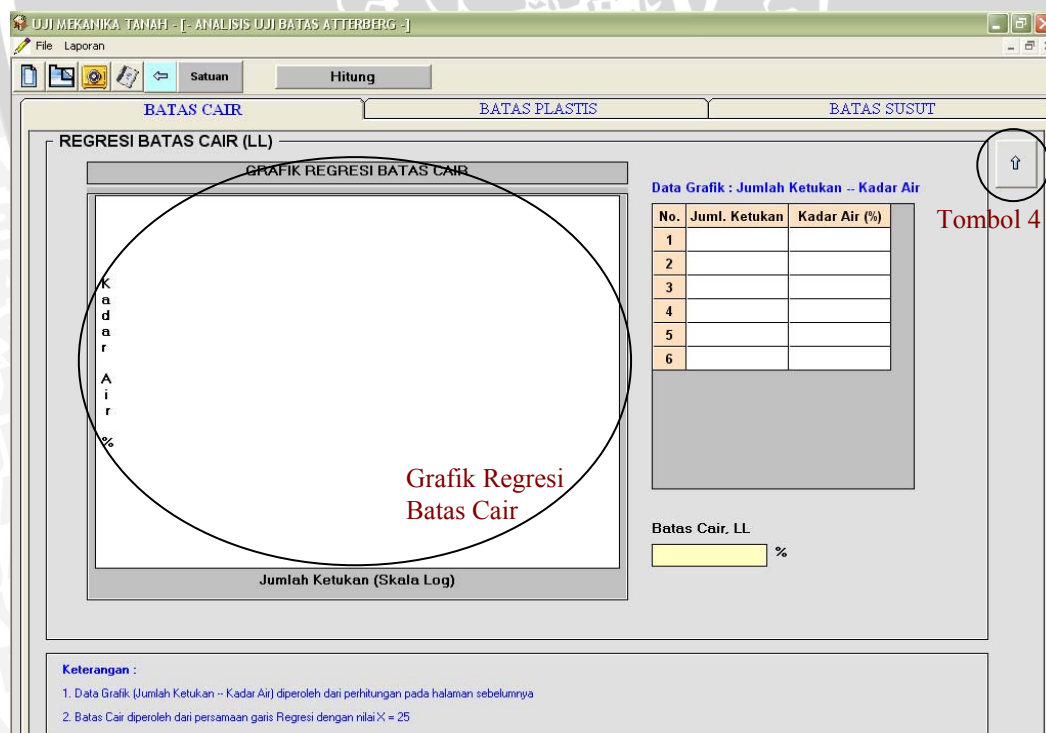 UJI MEKANIKA TANAH - [- ANALISIS UJI BATAS ATTERBERG -]
File Laporan
Satuan Hitung
BATAS CAIR BATAS PLASTIS BATAS SUSUT
REGRESI BATAS CAIR (LL)
GRAFIK REGRESI BATAS CAIR
Kadar Air %
Grafik Regresi
Batas Cair
Jumlah Ketukan (Skala Log)
Data Grafik : Jumlah Ketukan -- Kadar Air
No. Juml. Ketukan Kadar Air (%)
1
2
3
4
5
6
Tombol 4
Batas Cair, LL
%
Keterangan :
1. Data Grafik (Jumlah Ketukan -- Kadar Air) diperoleh dari perhitungan pada halaman sebelumnya
2. Batas Cair diperoleh dari persamaan garis Regresi dengan nilai X = 25